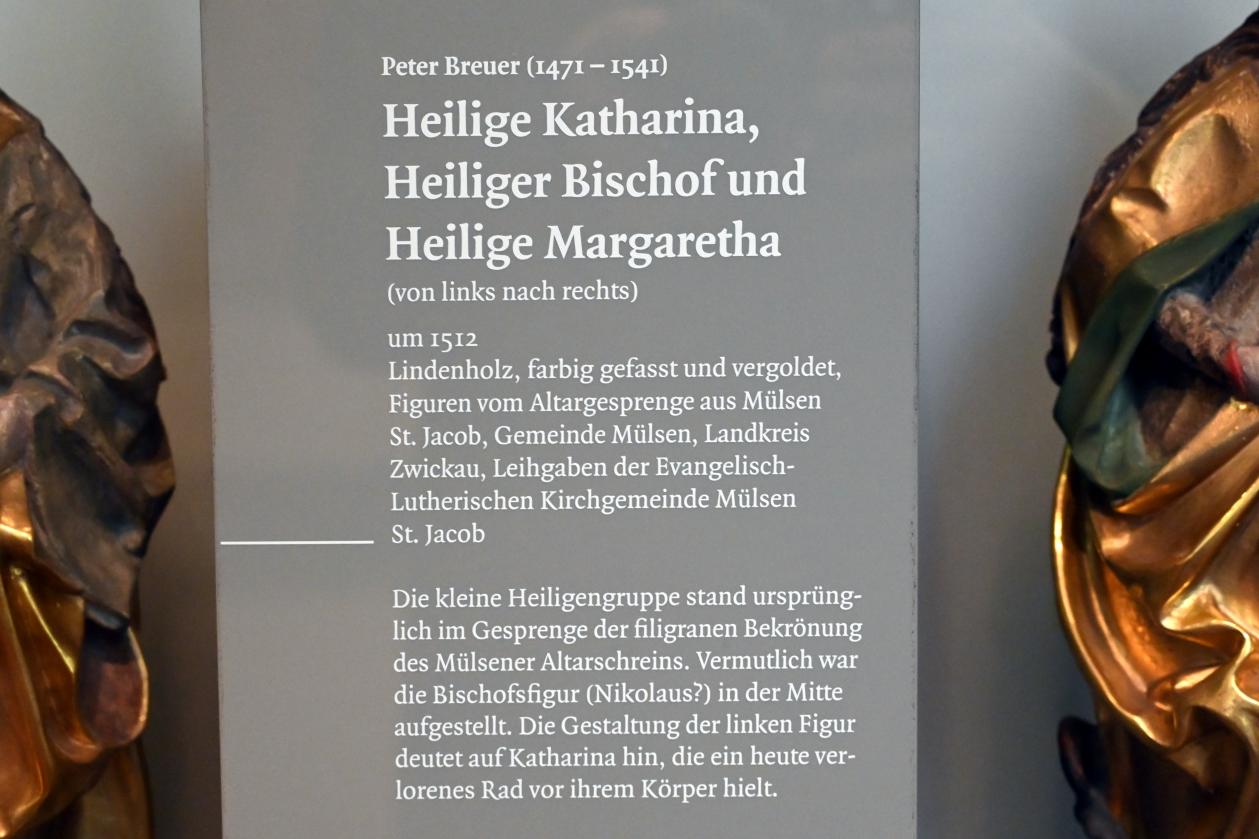 Peter Breuer (1471 – 1541)
Heilige Katharina,
Heiliger Bischof und
Heilige Margaretha
(von links nach rechts)
um 1512
Lindenholz, farbig gefasst und vergoldet,
Figuren vom Altargesprenge aus Mülsen
St. Jacob, Gemeinde Mülsen, Landkreis
Zwickau, Leihgaben der Evangelisch-
Lutherischen Kirchgemeinde Mülsen
St. Jacob
Die kleine Heiligengruppe stand ursprüng-
lich im Gesprenge der filigranen Bekrönung
des Mülsener Altarschreins. Vermutlich war
die Bischofsfigur (Nikolaus?) in der Mitte
aufgestellt. Die Gestaltung der linken Figur
deutet auf Katharina hin, die ein heute ver-
lorenes Rad vor ihrem Körper hielt.